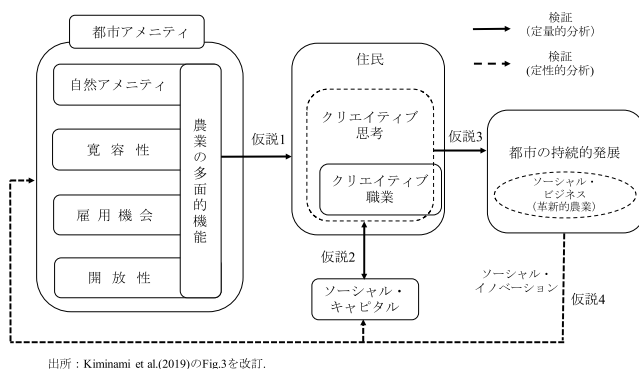 都市アメニティ
自然アメニティ
寛 容 性
雇 用 機 会
開 放 性
農業の多面的機能
仮説1
住民
クリエイティブ
思考
クリエイティブ
職業
仮説2
ソーシャル・
キャピタル
仮説3
検証
（定量的分析）
検証
(定性的分析)
都市の持続的発展
ソーシャル・
ビジネス
（革新的農業）
ソーシャル・
イノベーション
仮説4
出所：Kiminami et al.(2019)のFig.3を改訂.